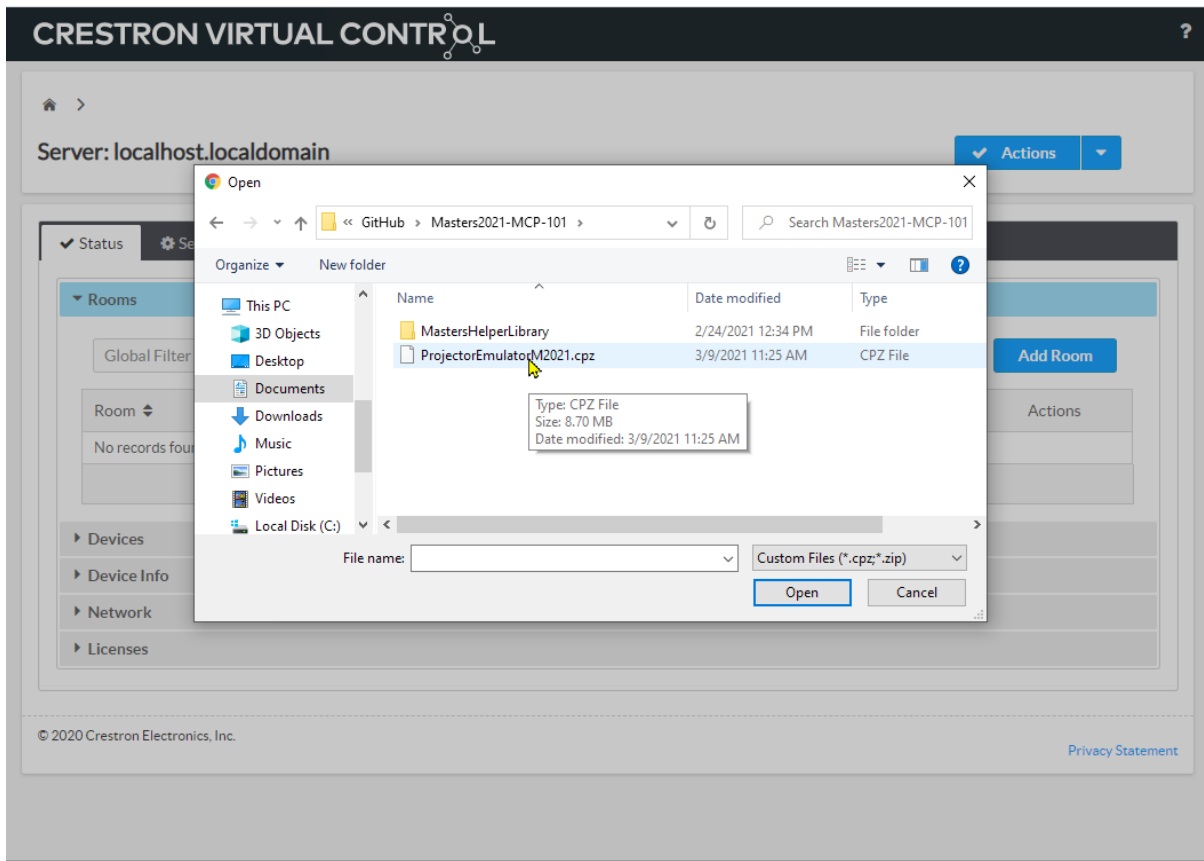 CRESTRON VIRTUAL CONTROL
?
Server: localhost.localdomain
Actions
Open
« GitHub > Masters2021-MCP-101 >
Search Masters2021-MCP-101
Organize
New folder
?
Status
Se
Rooms
Global Filter
Add Room
Room
Actions
No records foun
This PC
3D Objects
Desktop
Documents
Downloads
Music
Pictures
Videos
Local Disk (C:)
Name Date modified Type
MastersHelperLibrary 2/24/2021 12:34 PM File folder
ProjectorEmulatorM2021.cpz 3/9/2021 11:25 AM CPZ File
Type: CPZ File
Size: 8.70 MB
Date modified: 3/9/2021 11:25 AM
File name:
Custom Files (*.cpz;*.zip)
Open
Cancel
Devices
Device Info
Network
Licenses
© 2020 Crestron Electronics, Inc.
Privacy Statement